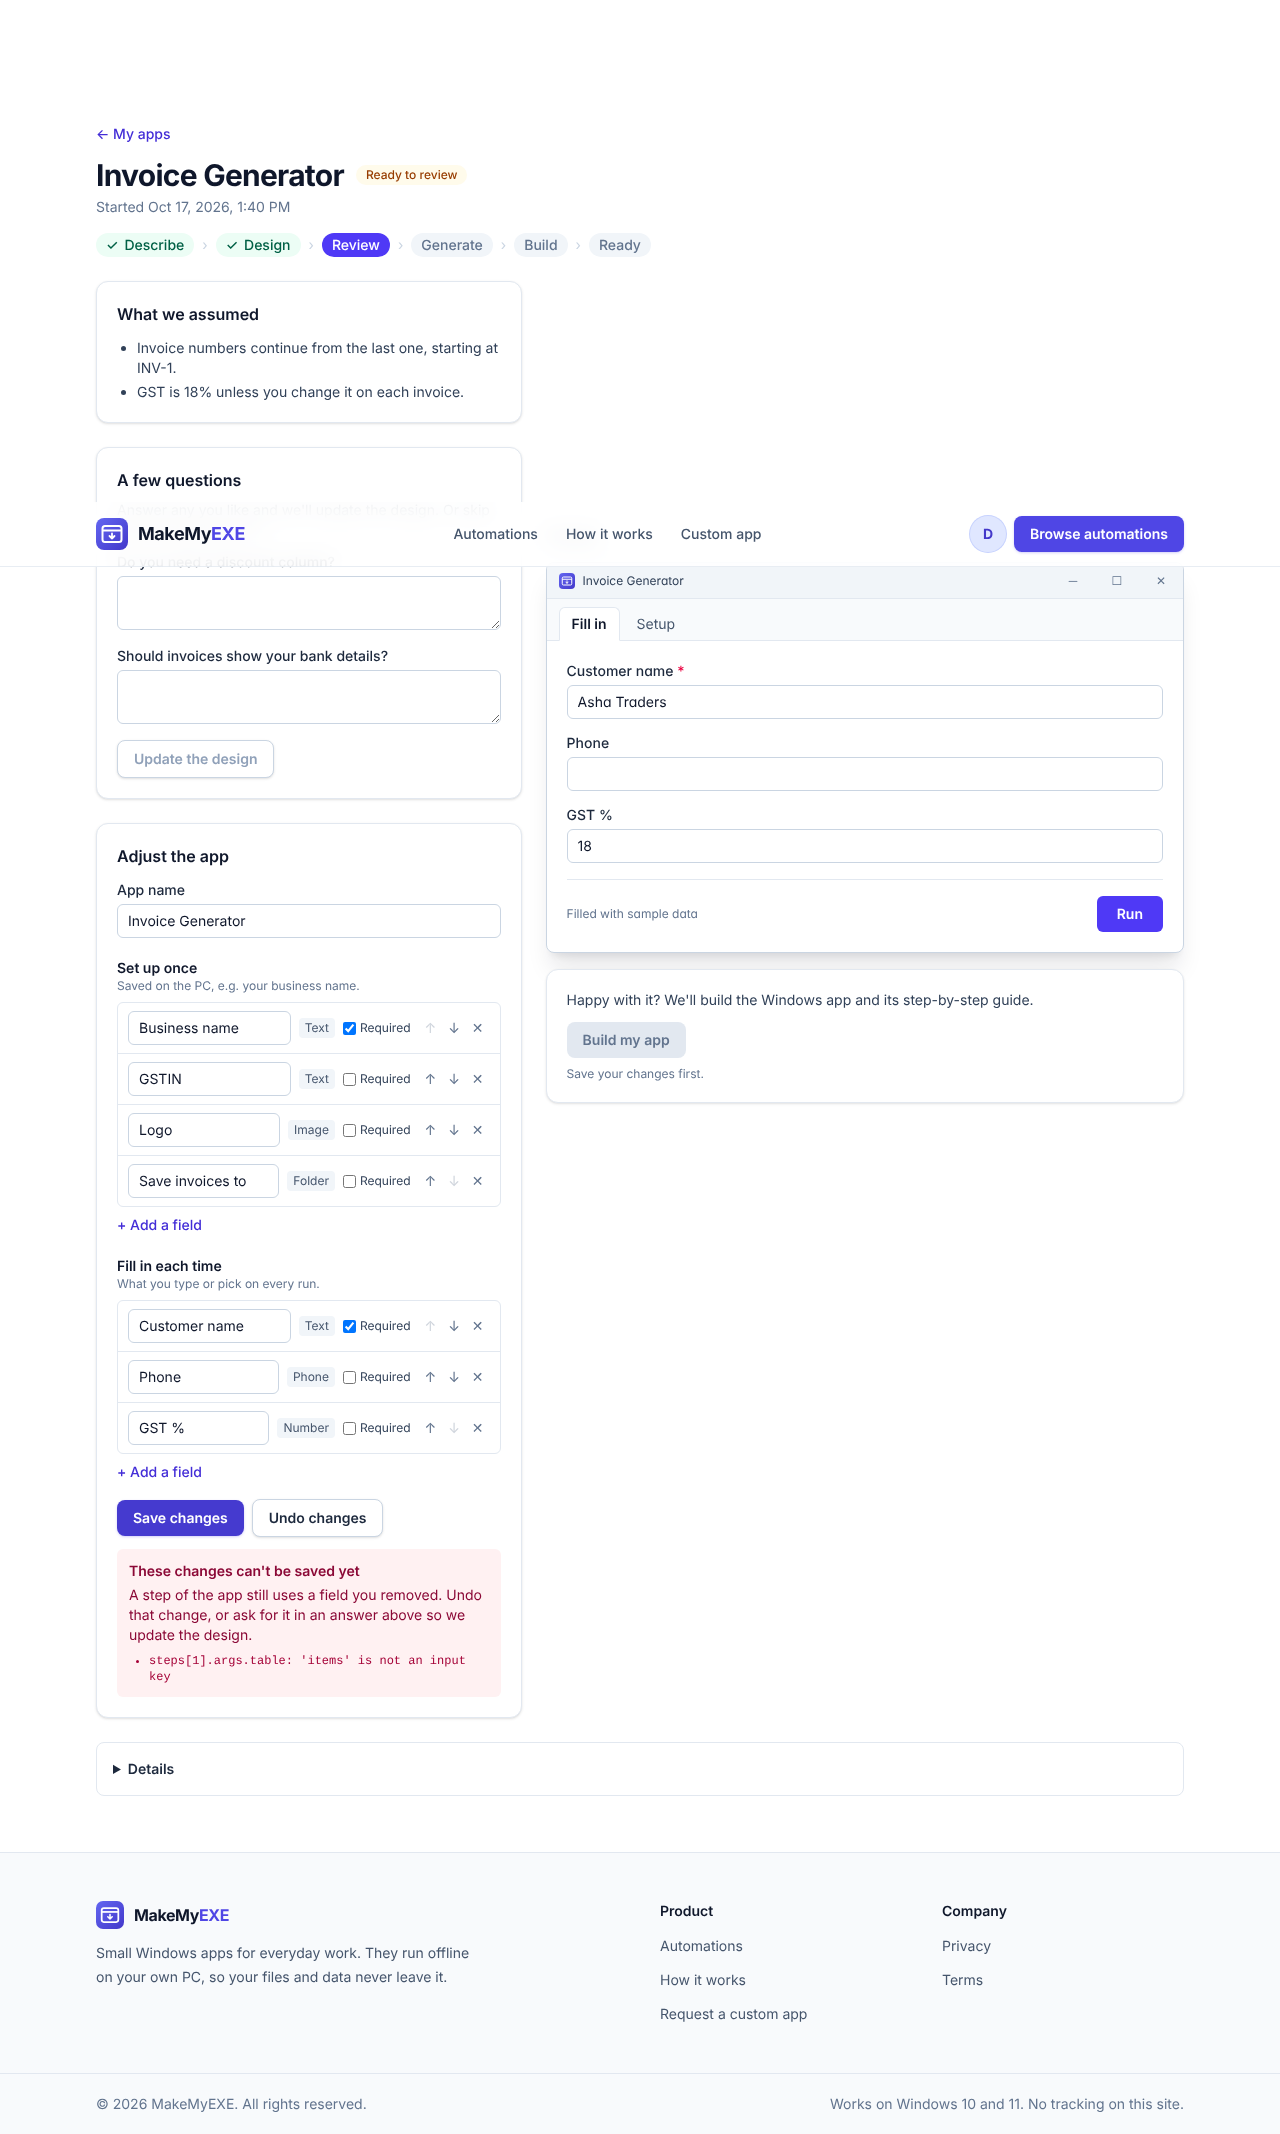 ← My apps
Invoice Generator Ready to review
Started Oct 17, 2026, 1:40 PM
✓ Describe › ✓ Design › Review › Generate › Build › Ready
What we assumed
• Invoice numbers continue from the last one, starting at
INV-1.
• GST is 18% unless you change it on each invoice.
A few questions
MakeMyEXE
Automations How it works Custom app
D Browse automations
Do you need a discount column?
Should invoices show your bank details?
Update the design
Adjust the app
App name
Invoice Generator
Set up once
Saved on the PC, e.g. your business name.
Business name Text Required ↑ ↓ ✕
GSTIN Text Required ↑ ↓ ✕
Logo Image Required ↑ ↓ ✕
Save invoices to Folder Required ↑ ↓ ✕
+ Add a field
Fill in each time
What you type or pick on every run.
Customer name Text Required ↑ ↓ ✕
Phone Phone Required ↑ ↓ ✕
GST % Number Required ↑ ↓ ✕
+ Add a field
Save changes Undo changes
These changes can't be saved yet
A step of the app still uses a field you removed. Undo
that change, or ask for it in an answer above so we
update the design.
• steps[1].args.table: 'items' is not an input
key
Invoice Generator
Fill in Setup
Customer name *
Asha Traders
Phone
GST %
18
Filled with sample data Run
Happy with it? We'll build the Windows app and its step-by-step guide.
Build my app
Save your changes first.
▶ Details
MakeMyEXE
Small Windows apps for everyday work. They run offline
on your own PC, so your files and data never leave it.
Product
Automations
How it works
Request a custom app
Company
Privacy
Terms
© 2026 MakeMyEXE. All rights reserved.
Works on Windows 10 and 11. No tracking on this site.